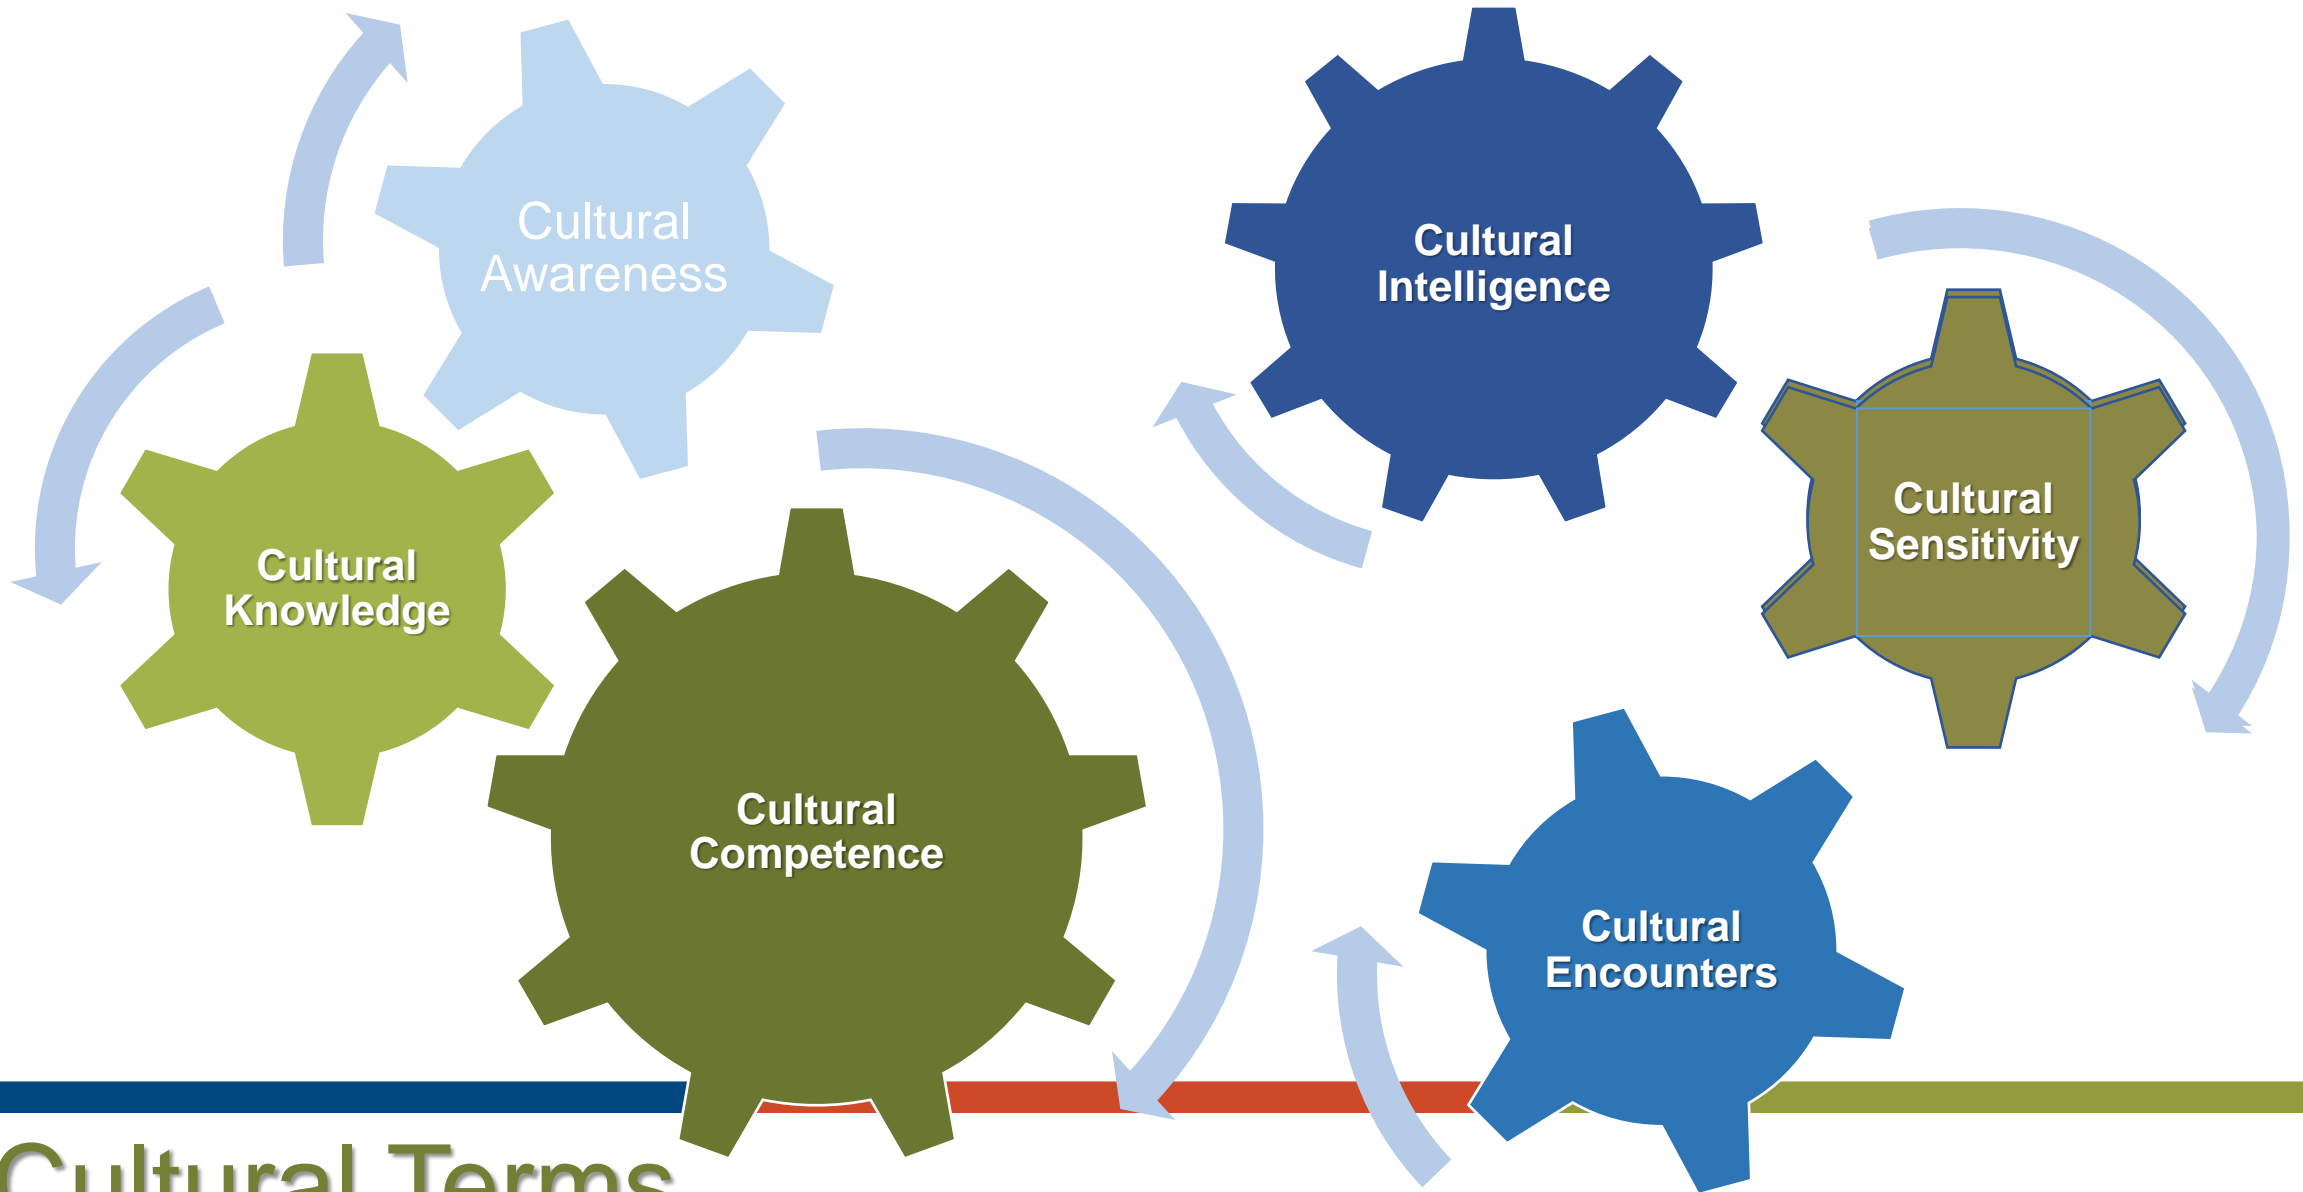 Cultural
Awareness
Cultural
Intelligence
Cultural
Sensitivity
Cultural
Knowledge
Cultural
Competence
Cultural
Encounters
Cultural Terms